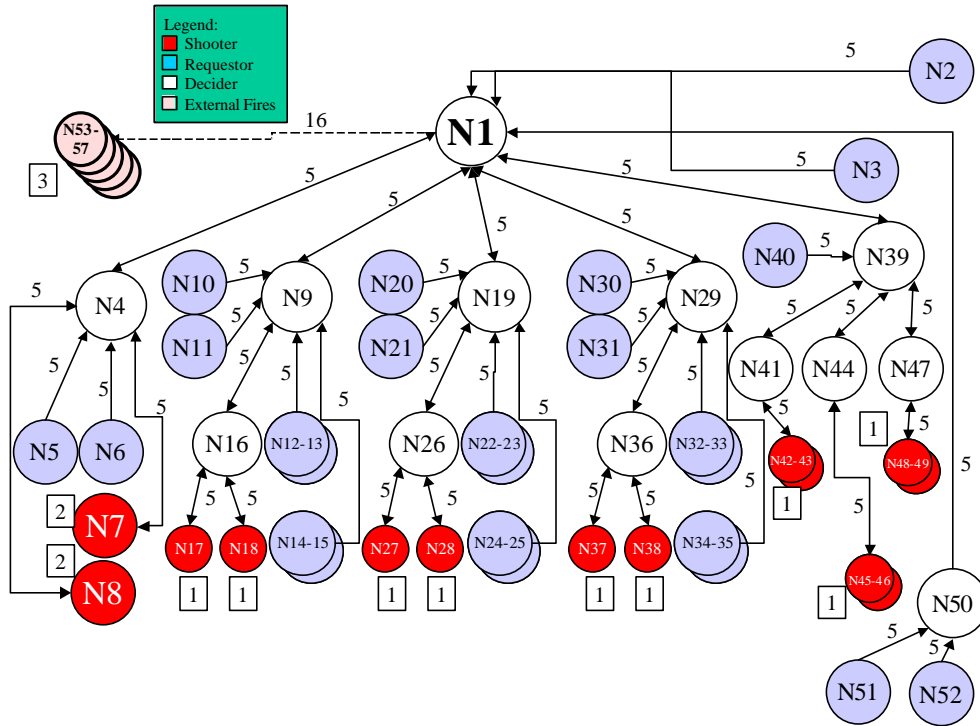 Legend:
Shooter
Requestor
Decider
External Fires
5
N2
N53-
57
16
N1
3
5
N3
5
5
5
5
5
N10
5
N20
5
N30
5
N40
5
N39
5
N4
N9
N19
N29
N11
5
N21
5
N31
5
5
5
5
N41
N44
N47
5
5
5
5
5
5
5
5
5
5
5
5
5
N5
N6
N16
N12-13
N26
N22-23
N36
N32-33
5
1
5
N42-43
N48-49
2
N7
5
5
5
5
5
5
1
5
5
5
5
2
N8
N17
N18
N14-15
N27
N28
N24-25
N37
N38
N34-35
1
1
1
1
1
1
N45-46
1
N50
5
5
N51
N52